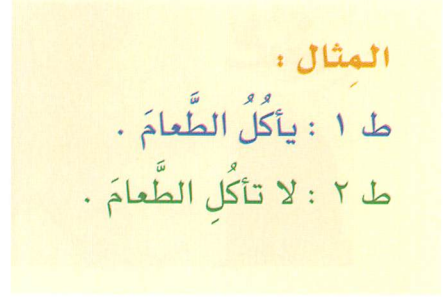 المِثال :
ط ١ : يأكُلُ الطَّعامَ .
ط ٢ : لا تأكُلِ الطَّعامَ .